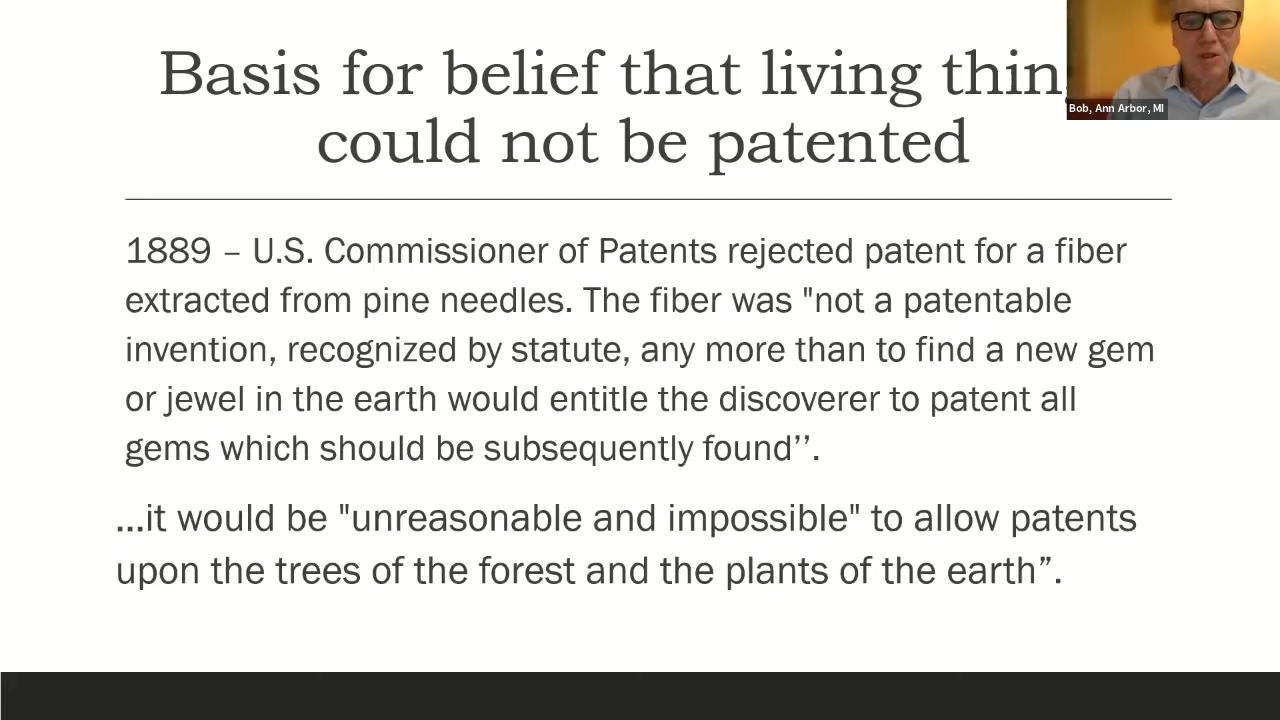 Basis for belief that living thin
could not be patented
Bob, Ann Arbor, MI
1889 – U.S. Commissioner of Patents rejected patent for a fiber
extracted from pine needles. The fiber was "not a patentable
invention, recognized by statute, any more than to find a new gem
or jewel in the earth would entitle the discoverer to patent all
gems which should be subsequently found’’.
...it would be "unreasonable and impossible" to allow patents
upon the trees of the forest and the plants of the earth”.